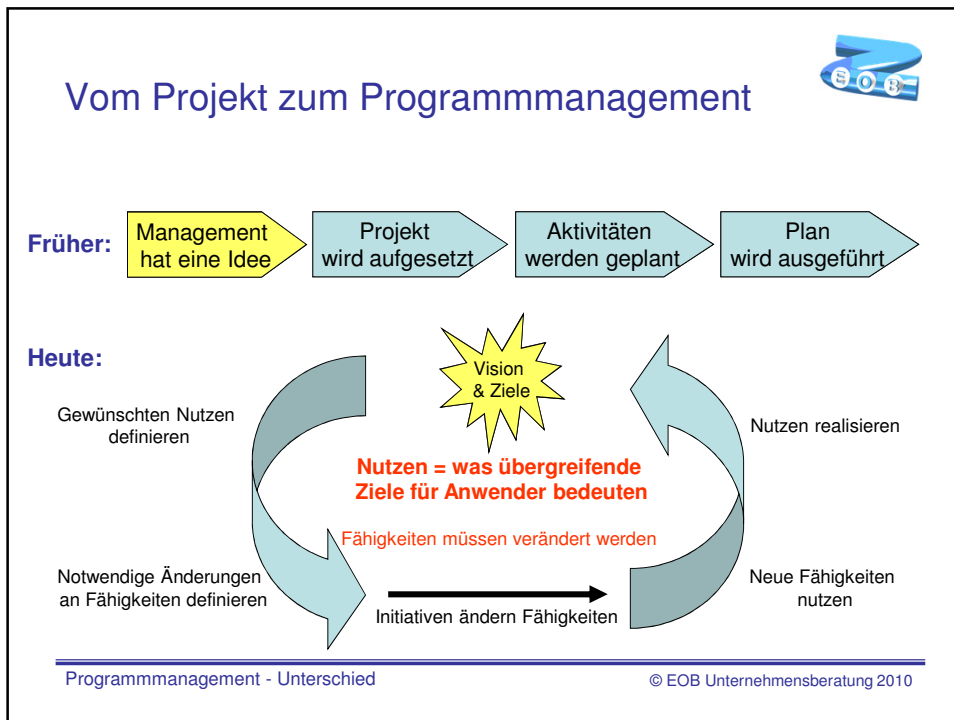 Vom Projekt zum Programmmanagement
EOB
Früher:
Management
hat eine Idee
Projekt
wird aufgesetzt
Aktivitäten
werden geplant
Plan
wird ausgeführt
Heute:
Vision
& Ziele
Gewünschten Nutzen
definieren
Nutzen realisieren
Nutzen = was übergreifende
Ziele für Anwender bedeuten
Fähigkeiten müssen verändert werden
Notwendige Änderungen
an Fähigkeiten definieren
Initiativen ändern Fähigkeiten
Neue Fähigkeiten
nutzen
Programmmanagement - Unterschied
© EOB Unternehmensberatung 2010